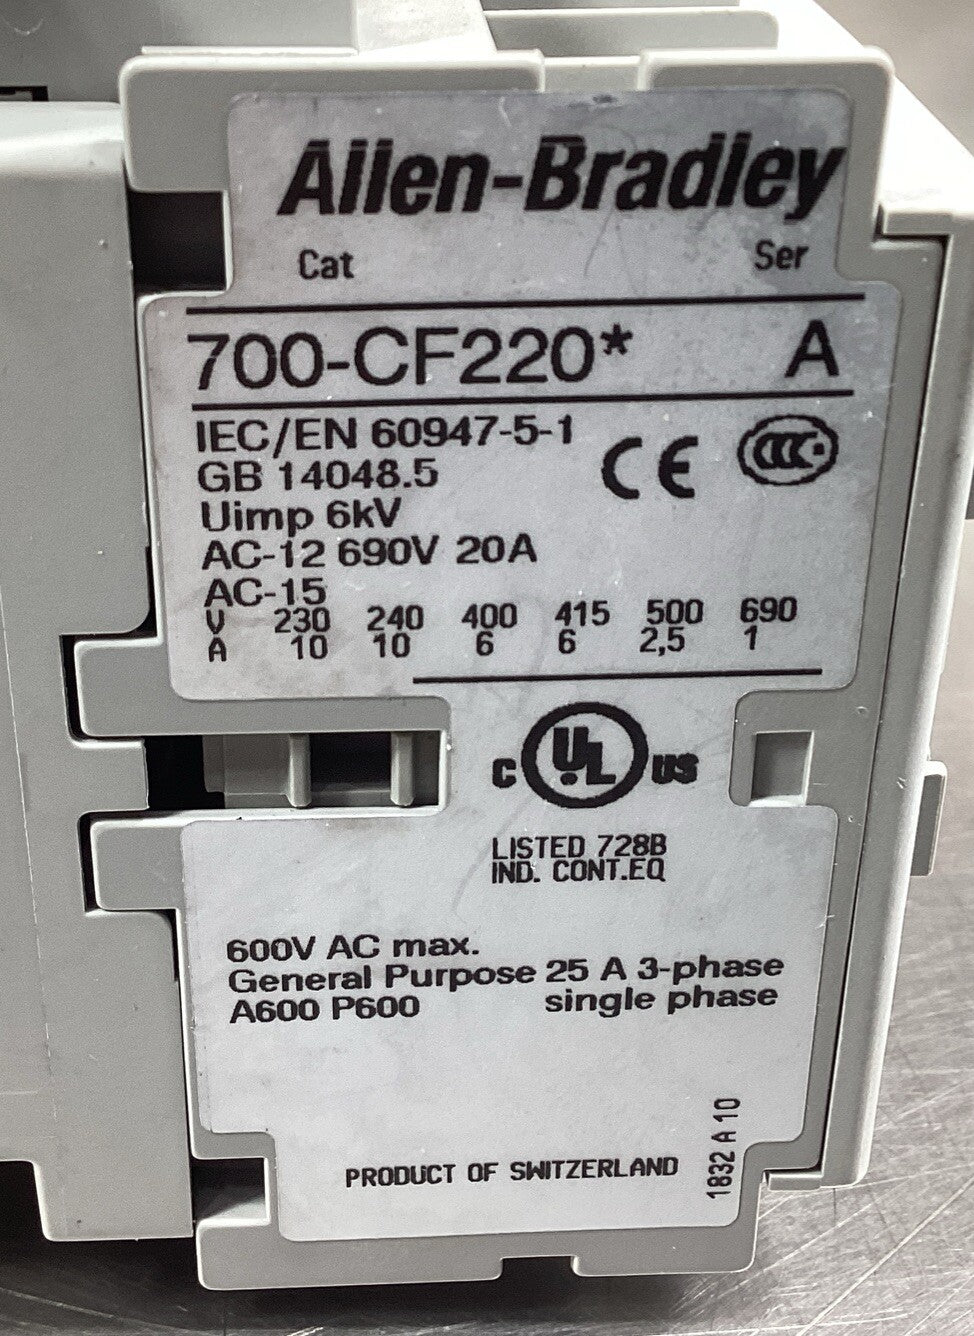 Allen-Bradley
Cat Ser
700-CF220* A
IEC/EN 60947-5-1
GB 14048.5
CE CCC
Uimp 6kV
AC-12 690V 20A
AC-15
V 230 240 400 415 500 690
A 10 10 6 6 2,5 1
C UL US
LISTED 728B
IND. CONT.EQ
600V AC max.
General Purpose 25 A 3-phase
A600 P600 single phase
PRODUCT OF SWITZERLAND
1832 A 10